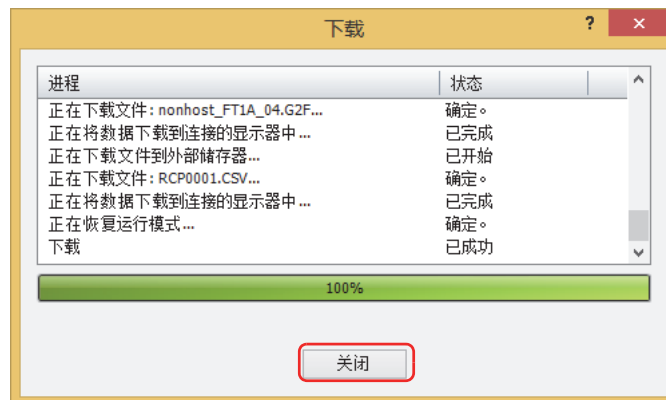 下载
? ×
进程 状态
正在下载文件: nonhost_FT1A_04.G2F... 确定。
正在将数据下载到连接的显示器中... 已完成
正在下载文件到外部储存器... 已开始
正在下载文件: RCP0001.CSV... 确定。
正在将数据下载到连接的显示器中... 已完成
正在恢复运行模式... 确定。
下载 已成功
100%
关闭